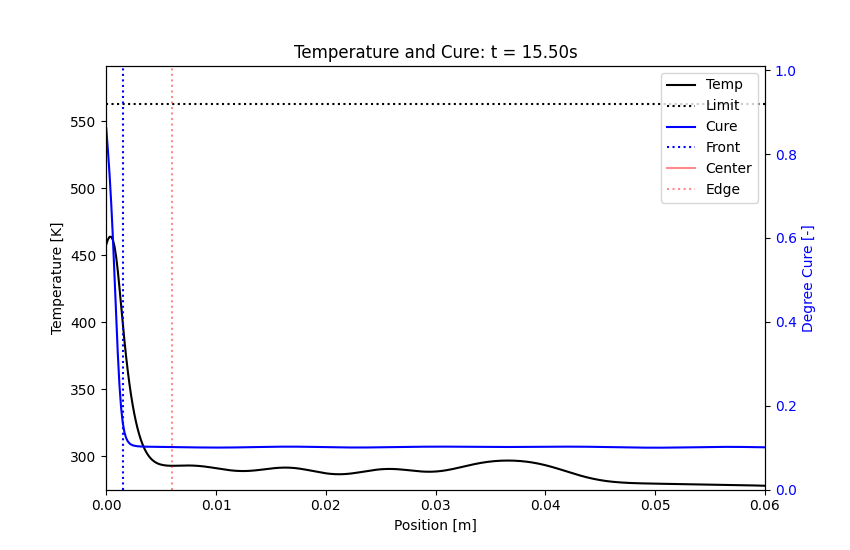 Temperature and Cure: t = 15.50s
Temperature [K]
550
500
450
400
350
300
Temp
Limit
Cure
Front
Center
Edge
1.0
0.8
0.6
0.4
0.2
0.0
Degree Cure [-]
0.00
0.01
0.02
0.03
0.04
0.05
0.06
Position [m]